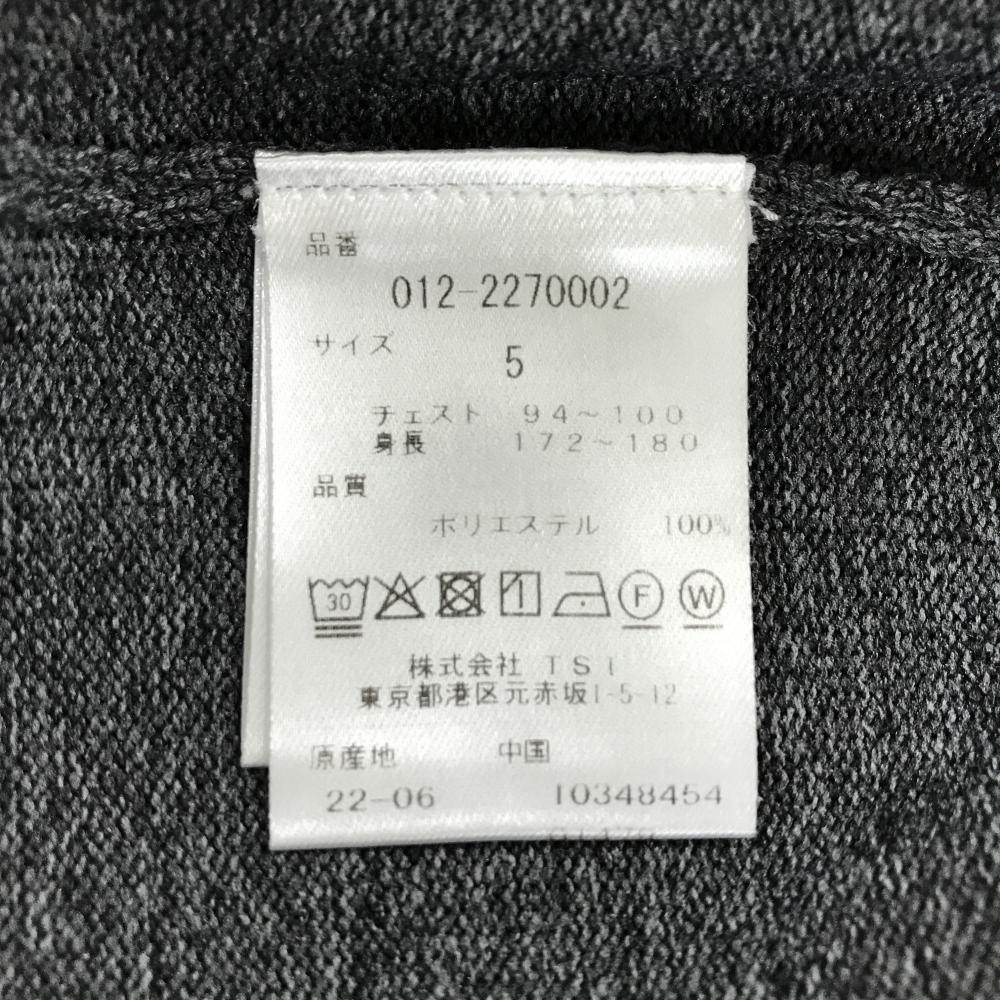 品番
012-2270002
サイズ 5
チェスト 94～100
身長 172～180
品質
ポリエステル 100%
30 F W
株式会社 TSI
東京都港区元赤坂1-5-12
原産地 中国
22-06 10348454